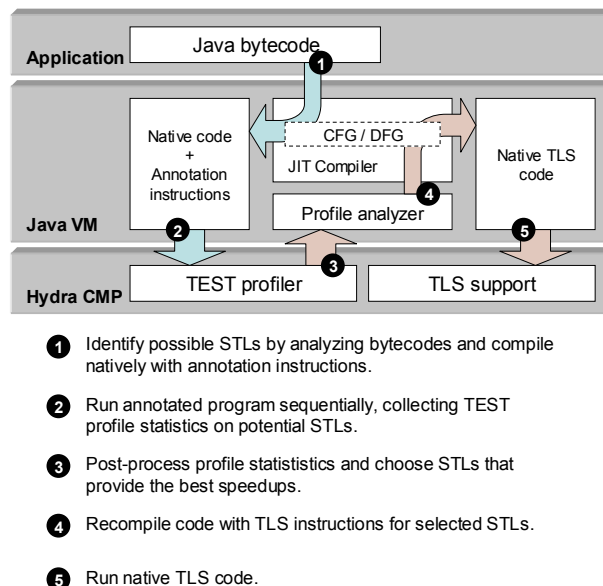 Application
Java bytecode
1
Native code
+
Annotation
instructions
CFG / DFG
JIT Compiler
Native TLS
code
4
Profile analyzer
Java VM
2
5
3
Hydra CMP
TEST profiler
TLS support
1 Identify possible STLs by analyzing bytecodes and compile
natively with annotation instructions.
2 Run annotated program sequentially, collecting TEST
profile statistics on potential STLs.
3 Post-process profile statististics and choose STLs that
provide the best speedups.
4 Recompile code with TLS instructions for selected STLs.
5 Run native TLS code.